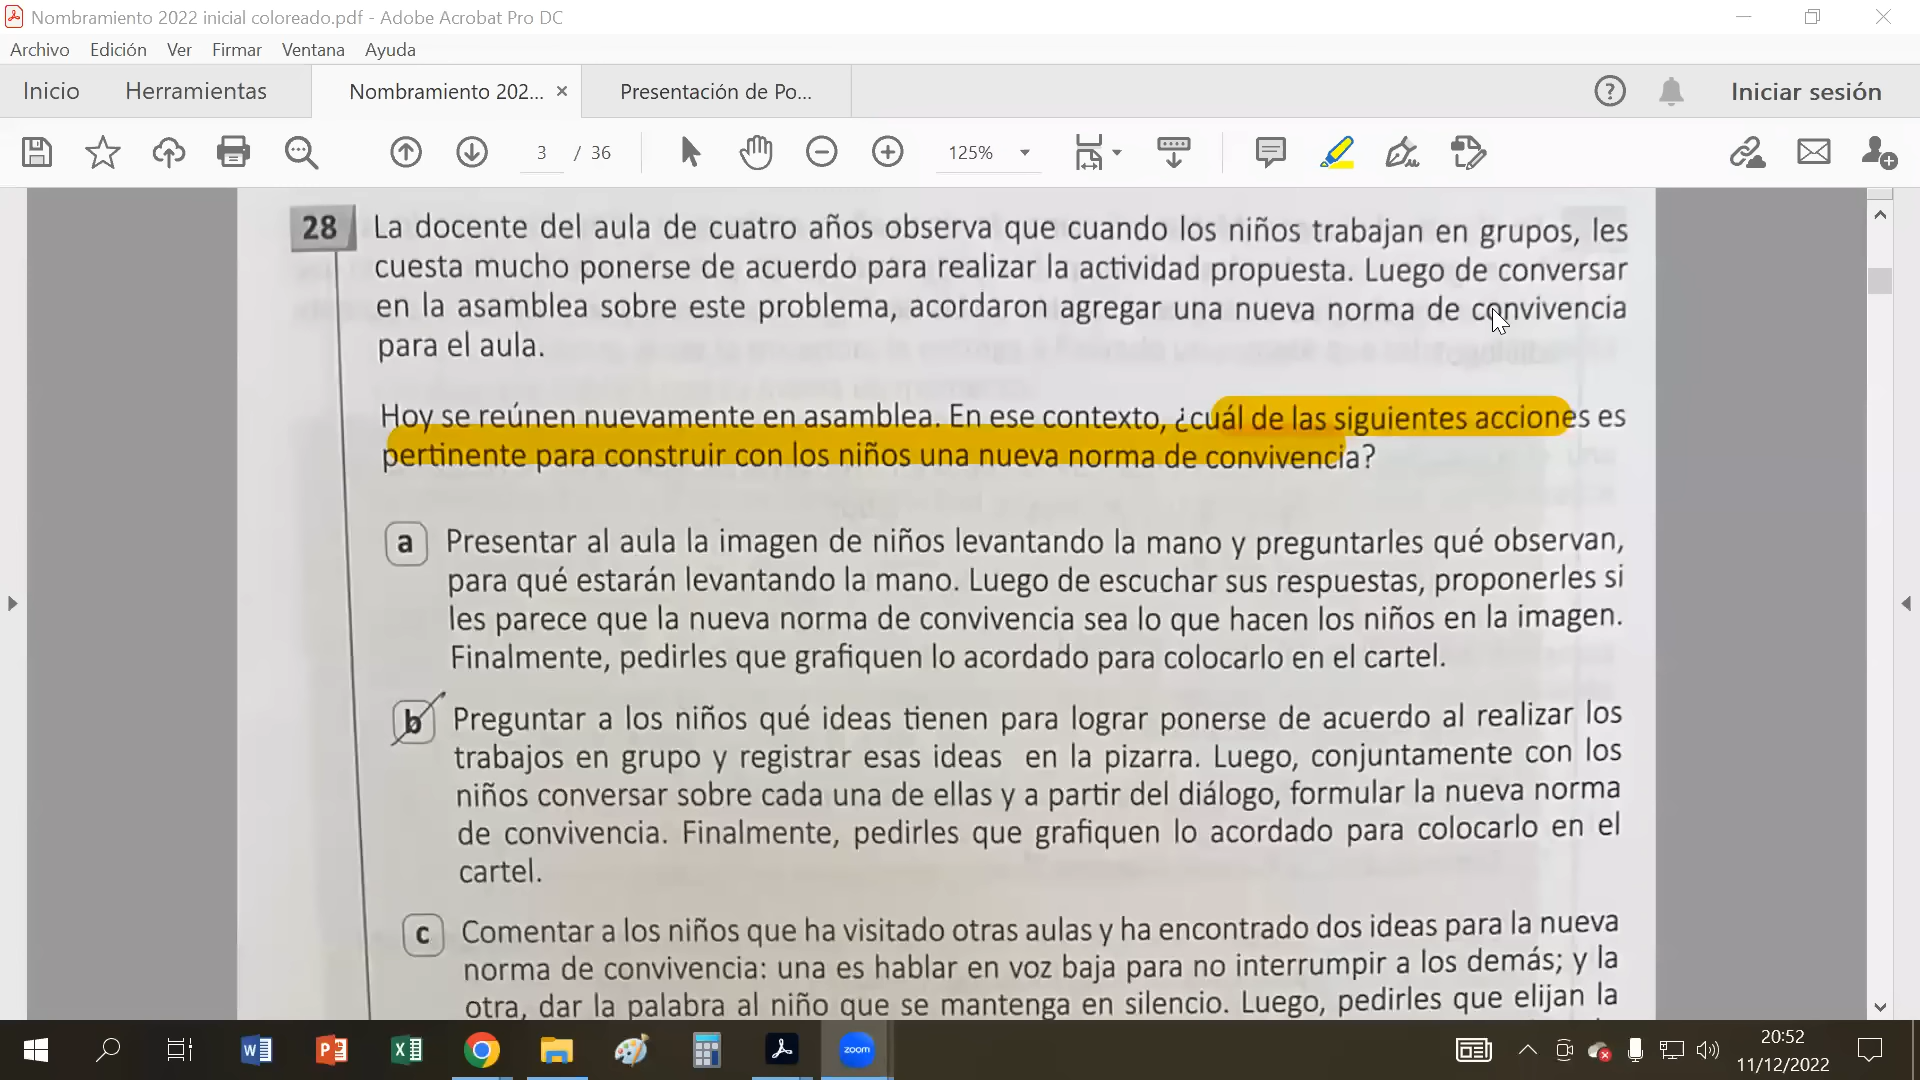 Nombramiento 2022 inicial coloreado.pdf - Adobe Acrobat Pro DC
Archivo Edición Ver Firmar Ventana Ayuda
Inicio Herramientas Nombramiento 202... × Presentación de Po... ? Iniciar sesión
3 / 36 125%
28 La docente del aula de cuatro años observa que cuando los niños trabajan en grupos, les
cuesta mucho ponerse de acuerdo para realizar la actividad propuesta. Luego de conversar
en la asamblea sobre este problema, acordaron agregar una nueva norma de convivencia
para el aula.
Hoy se reúnen nuevamente en asamblea. En ese contexto, ¿cuál de las siguientes acciones es
pertinente para construir con los niños una nueva norma de convivencia?
a Presentar al aula la imagen de niños levantando la mano y preguntarles qué observan,
para qué estarán levantando la mano. Luego de escuchar sus respuestas, proponerles si
les parece que la nueva norma de convivencia sea lo que hacen los niños en la imagen.
Finalmente, pedirles que grafiquen lo acordado para colocarlo en el cartel.
b Preguntar a los niños qué ideas tienen para lograr ponerse de acuerdo al realizar los
trabajos en grupo y registrar esas ideas en la pizarra. Luego, conjuntamente con los
niños conversar sobre cada una de ellas y a partir del diálogo, formular la nueva norma
de convivencia. Finalmente, pedirles que grafiquen lo acordado para colocarlo en el
cartel.
c Comentar a los niños que ha visitado otras aulas y ha encontrado dos ideas para la nueva
norma de convivencia: una es hablar en voz baja para no interrumpir a los demás; y la
otra, dar la palabra al niño que se mantenga en silencio. Luego, pedirles que elijan la
zoom
20:52
11/12/2022